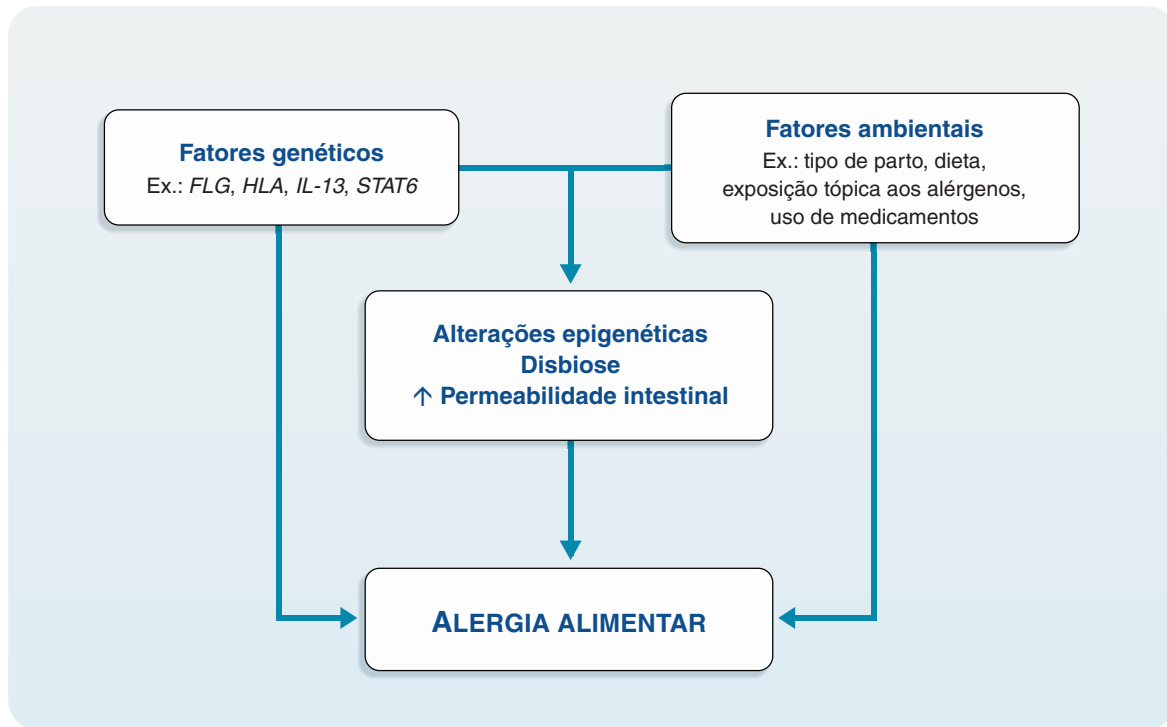 Fatores genéticos
Ex.: FLG, HLA, IL-13, STAT6
Fatores ambientais
Ex.: tipo de parto, dieta,
exposição tópica aos alérgenos,
uso de medicamentos
Alterações epigenéticas
Disbiose
↑ Permeabilidade intestinal
ALERGIA ALIMENTAR